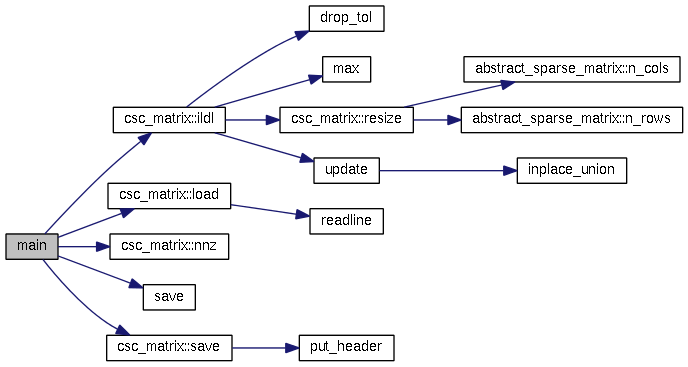 drop_tol
max
abstract_sparse_matrix::n_cols
csc_matrix::ildl
csc_matrix::resize
abstract_sparse_matrix::n_rows
update
inplace_union
csc_matrix::load
readline
main
csc_matrix::nnz
save
csc_matrix::save
put_header